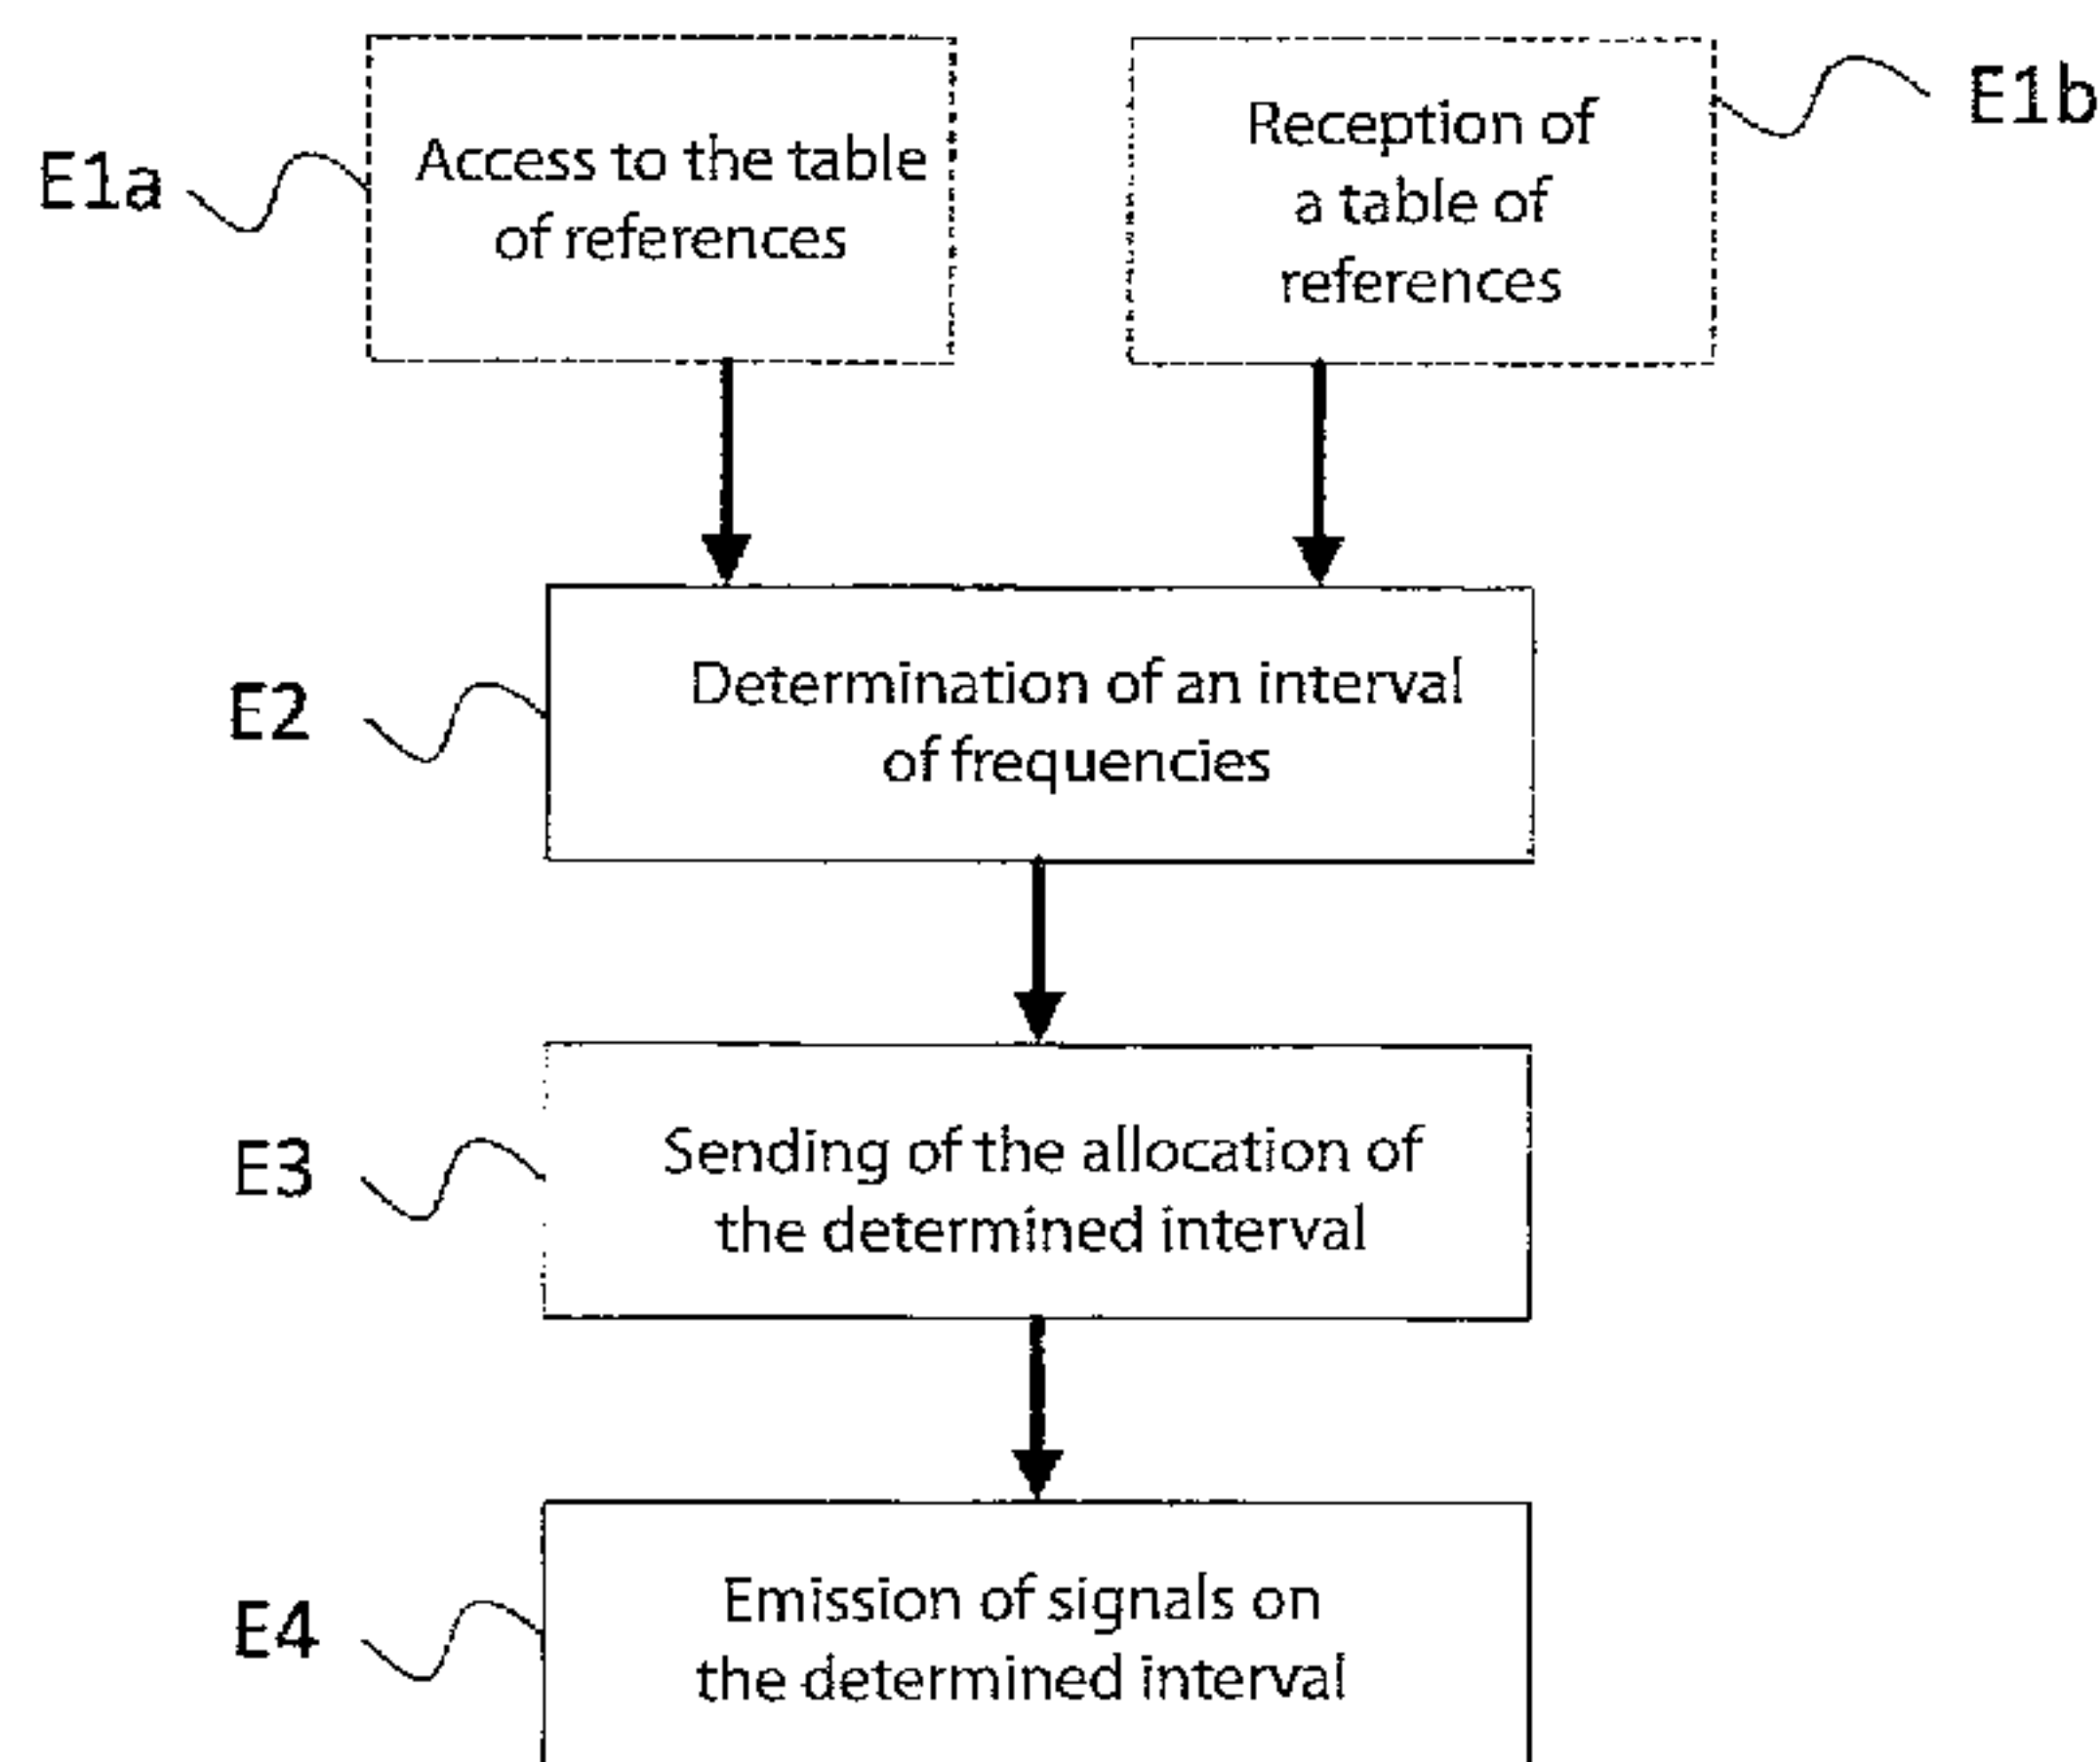 E1a
Access to the table
of references
Reception of
a table of
references
E1b
E2
Determination of an interval
of frequencies
E3
Sending of the allocation of
the determined interval
E4
Emission of signals on
the determined interval